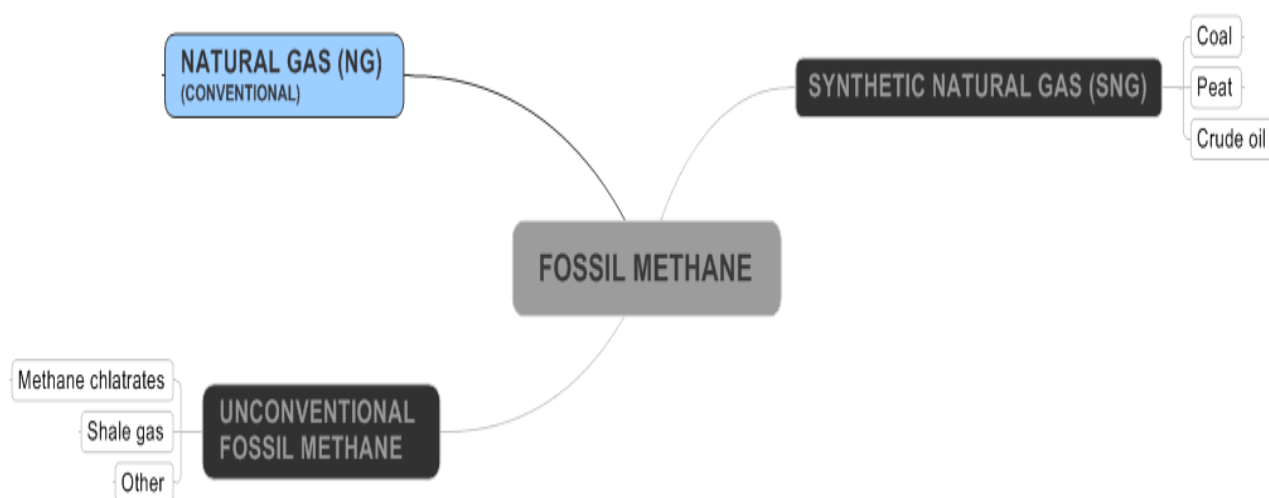 NATURAL GAS (NG)
(CONVENTIONAL)
SYNTHETIC NATURAL GAS (SNG)
Coal
Peat
Crude oil
FOSSIL METHANE
Methane chlatrates
Shale gas
Other
UNCONVENTIONAL
FOSSIL METHANE